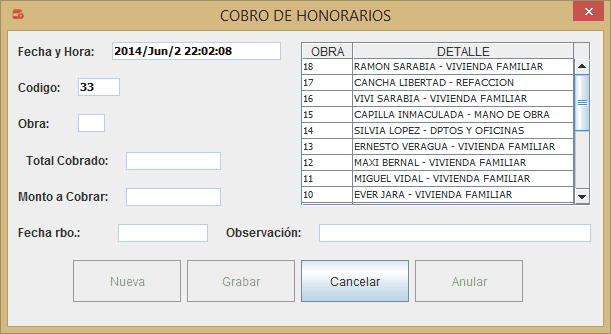 COBRO DE HONORARIOS
Fecha y Hora: 2014/Jun/2 22:02:08
Codigo: 33
Obra:
Total Cobrado:
Monto a Cobrar:
Fecha rbo.: Observación:
OBRA DETALLE
18 RAMON SARABIA - VIVIENDA FAMILIAR
17 CANCHA LIBERTAD - REFACCION
16 VIVI SARABIA - VIVIENDA FAMILIAR
15 CAPILLA INMACULADA - MANO DE OBRA
14 SILVIA LOPEZ - DPTOS Y OFICINAS
13 ERNESTO VERAGUA - VIVIENDA FAMILIAR
12 MAXI BERNAL - VIVIENDA FAMILIAR
11 MIGUEL VIDAL - VIVIENDA FAMILIAR
10 EVER JARA - VIVIENDA FAMILIAR
Nueva Grabar Cancelar Anular